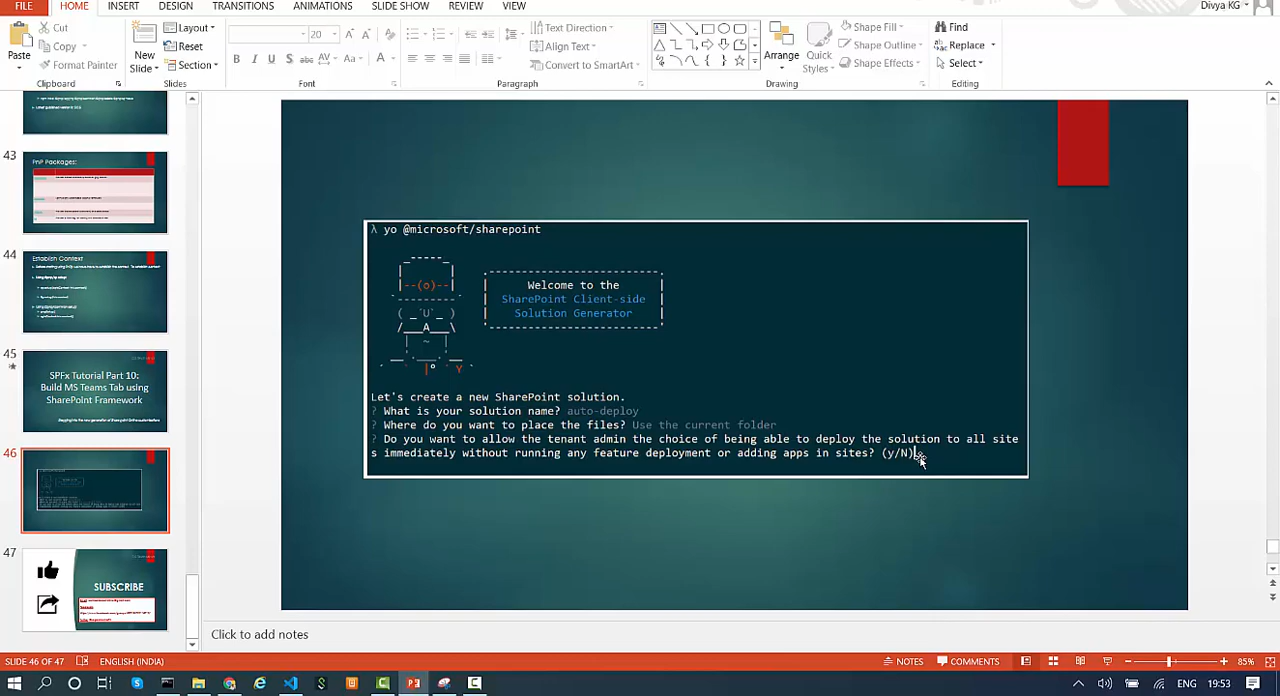 FILE
HOME
INSERT
DESIGN
TRANSITIONS
ANIMATIONS
SLIDE SHOW
REVIEW
VIEW
Divya KG
Paste
Cut
Copy
Format Painter
Clipboard
New
Slide
Layout
Reset
Section
Slides
20
B I U S abc AV Aa A
Font
Text Direction
Align Text
Convert to SmartArt
Paragraph
Arrange
Quick
Styles
Shape Fill
Shape Outline
Shape Effects
Drawing
Find
Replace
Select
Editing
43
PnP Packages:
44
Establish Context
45
SPFx Tutorial Part 10:
Build MS Teams Tab using
SharePoint Framework
46
47
SUBSCRIBE
λ yo @microsoft/sharepoint
Welcome to the
SharePoint Client-side
Solution Generator
Let's create a new SharePoint solution.
? What is your solution name? auto-deploy
? Where do you want to place the files? Use the current folder
? Do you want to allow the tenant admin the choice of being able to deploy the solution to all site
s immediately without running any feature deployment or adding apps in sites? (y/N)
Click to add notes
SLIDE 46 OF 47
ENGLISH (INDIA)
NOTES
COMMENTS
85%
ENG
19:53